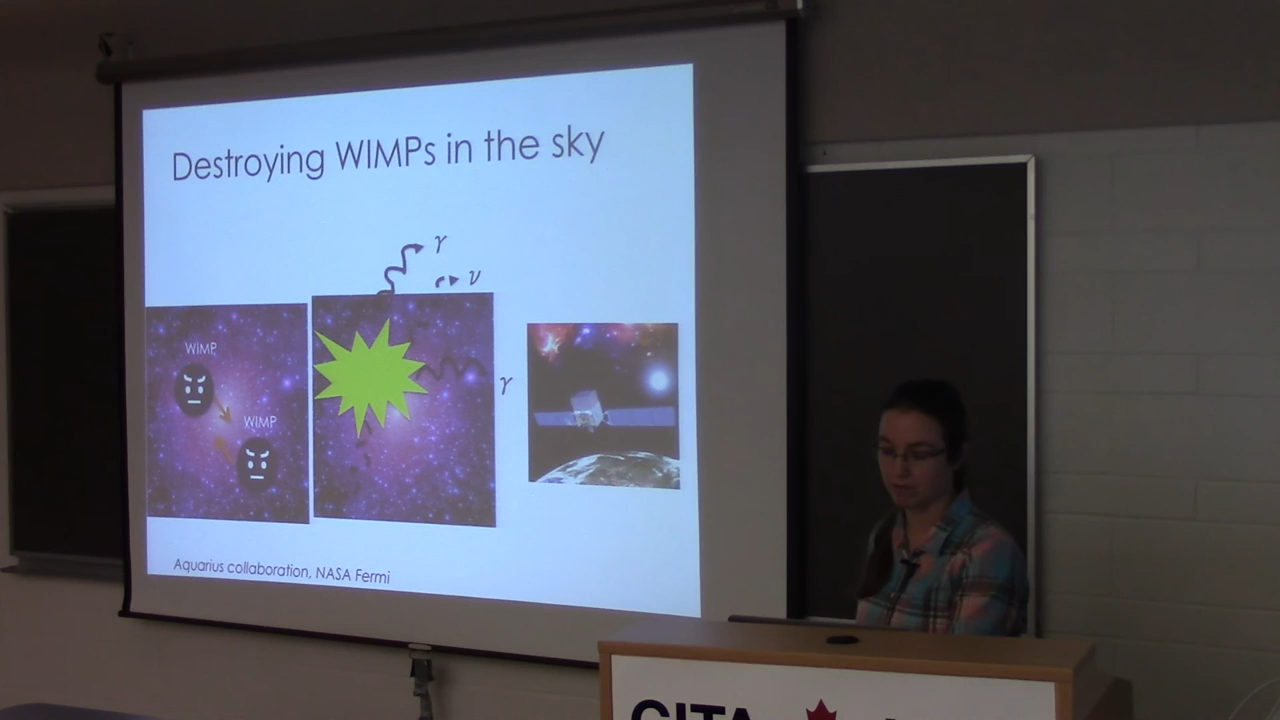 Destroying WIMPs in the sky
γ
ν
WIMP
WIMP
γ
Aquarius collaboration, NASA Fermi
CITA